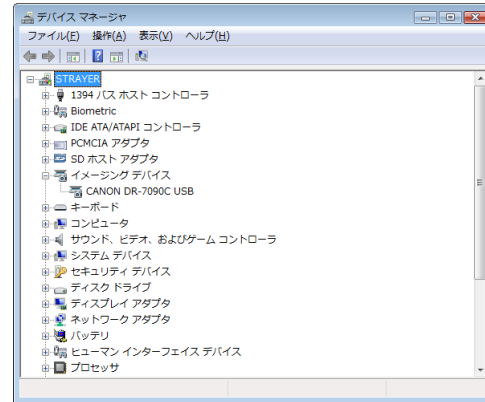 デバイス マネージャ
ファイル(F) 操作(A) 表示(V) ヘルプ(H)
STRAYER
1394 バス ホスト コントローラ
Biometric
IDE ATA/ATAPI コントローラ
PCMCIA アダプタ
SD ホスト アダプタ
イメージング デバイス
CANON DR-7090C USB
キーボード
コンピュータ
サウンド、ビデオ、およびゲーム コントローラ
システム デバイス
セキュリティ デバイス
ディスク ドライブ
ディスプレイ アダプタ
ネットワーク アダプタ
バッテリ
ヒューマン インターフェイス デバイス
プロセッサ